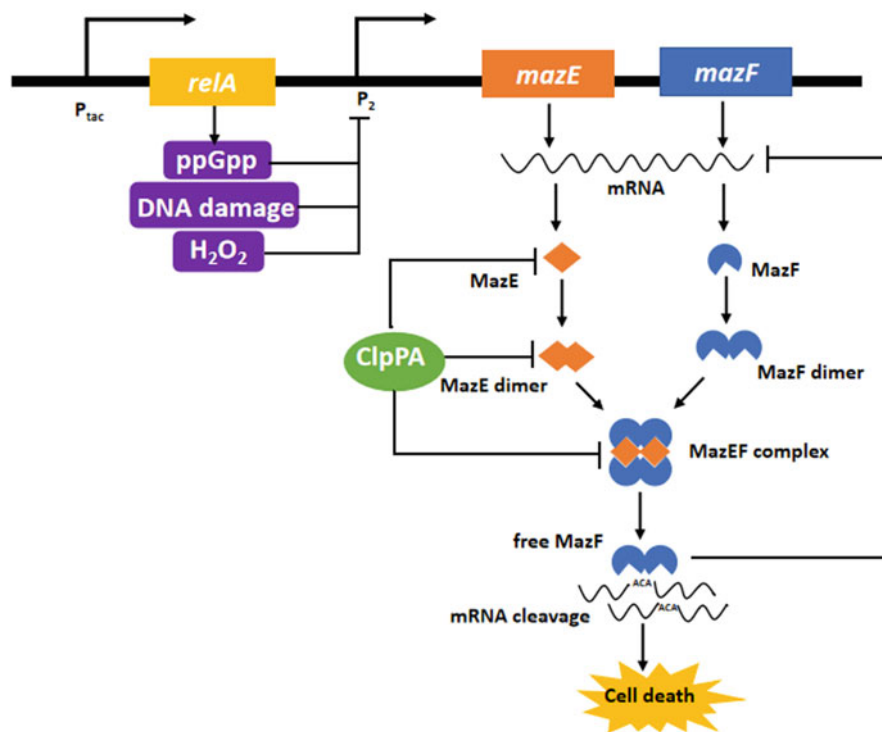 relA
mazE
mazF
Ptac
P2
ppGpp
DNA damage
H2O2
mRNA
MazE
MazF
ClpPA
MazE dimer
MazF dimer
MazEF complex
free MazF
ACA
ACA
mRNA cleavage
Cell death